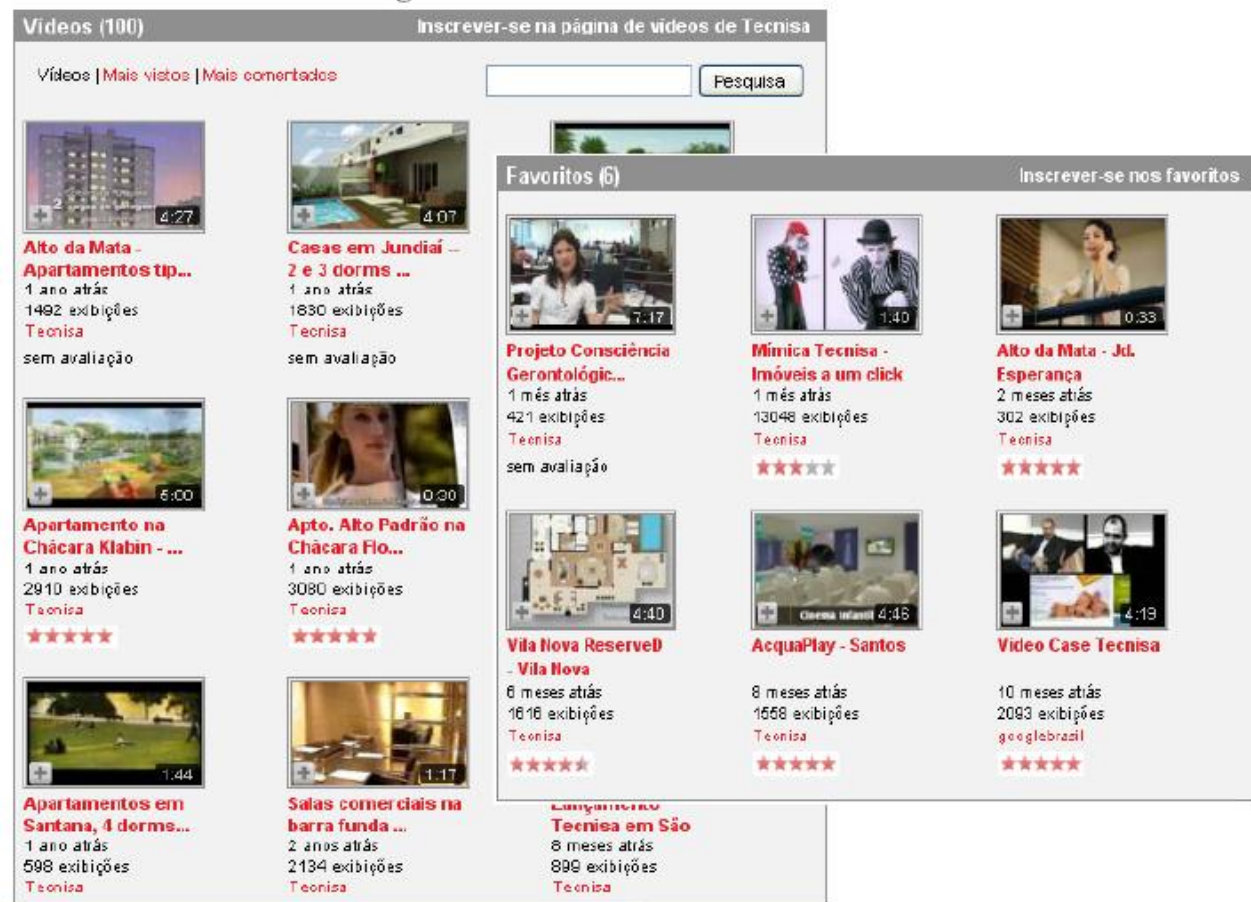 Vídeos (100)
Inscrever-se na página de vídeos de Tecnisa
Vídeos | Mais vistos | Mais comentados
Pesquisa
4:27
4:07
Alto da Mata -
Apartamentos tip...
1 ano atrás
1492 exibições
Tecnisa
sem avaliação
Casas em Jundiaí –
2 e 3 dorms ...
1 ano atrás
1830 exibições
Tecnisa
sem avaliação
5:00
0:30
Apartamento na
Chácara Klabin - ...
1 ano atrás
2910 exibições
Tecnisa
Apto. Alto Padrão na
Chácara Flo...
1 ano atrás
3080 exibições
Tecnisa
1:44
1:17
Apartamentos em
Santana, 4 dorms...
1 ano atrás
598 exibições
Tecnisa
Salas comerciais na
barra funda ...
2 anos atrás
2134 exibições
Tecnisa
Lançamento
Tecnisa em São
8 meses atrás
899 exibições
Tecnisa
Favoritos (6)
Inscrever-se nos favoritos
7:17
1:40
0:33
Projeto Consciência
Gerontológic...
1 mês atrás
421 exibições
Tecnisa
sem avaliação
Mímica Tecnisa -
Imóveis a um click
1 mês atrás
13048 exibições
Tecnisa
Alto da Mata - Jd.
Esperança
2 meses atrás
302 exibições
Tecnisa
4:40
Cinema Infantil 4:46
4:19
Vila Nova ReserveD
- Vila Nova
6 meses atrás
1616 exibições
Tecnisa
AcquaPlay - Santos
8 meses atrás
1558 exibições
Tecnisa
Video Case Tecnisa
10 meses atrás
2093 exibições
googlebrasil